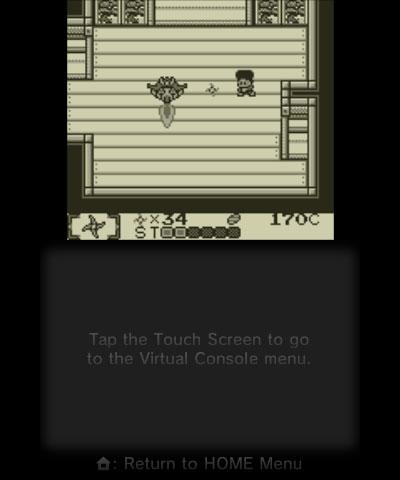 ×34 170C
ST
Tap the Touch Screen to go
to the Virtual Console menu.
: Return to HOME Menu